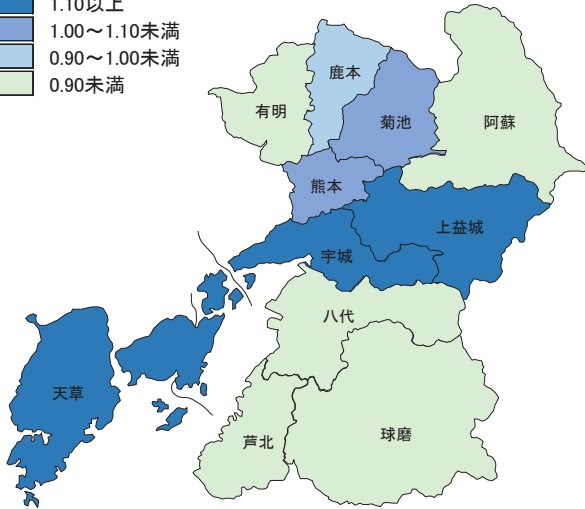 1.10以上
1.00～1.10未満
0.90～1.00未満
0.90未満
鹿本
有明
菊池
阿蘇
熊本
上益城
宇城
八代
天草
球磨
芦北